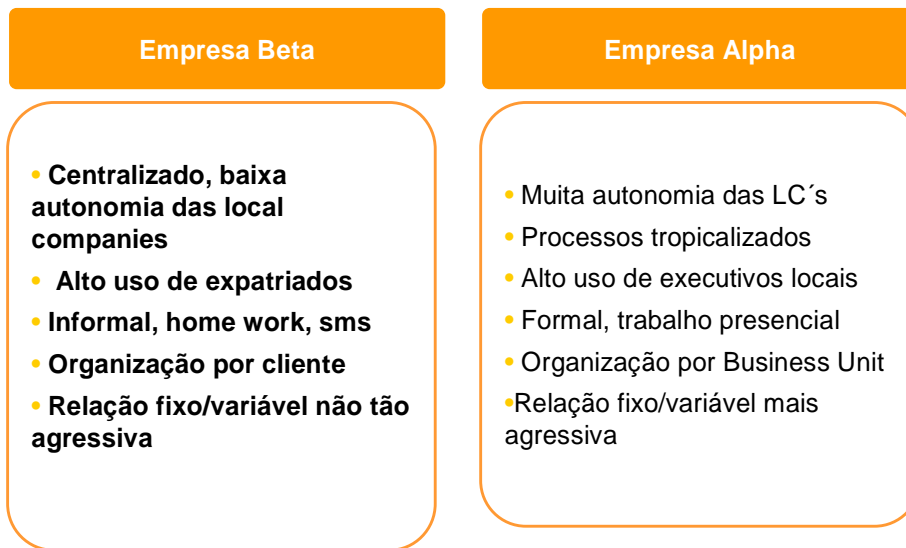 Empresa Beta
• Centralizado, baixa
autonomia das local
companies
• Alto uso de expatriados
• Informal, home work, sms
• Organização por cliente
• Relação fixo/variável não tão
agressiva
Empresa Alpha
• Muita autonomia das LC´s
• Processos tropicalizados
• Alto uso de executivos locais
• Formal, trabalho presencial
• Organização por Business Unit
•Relação fixo/variável mais
agressiva